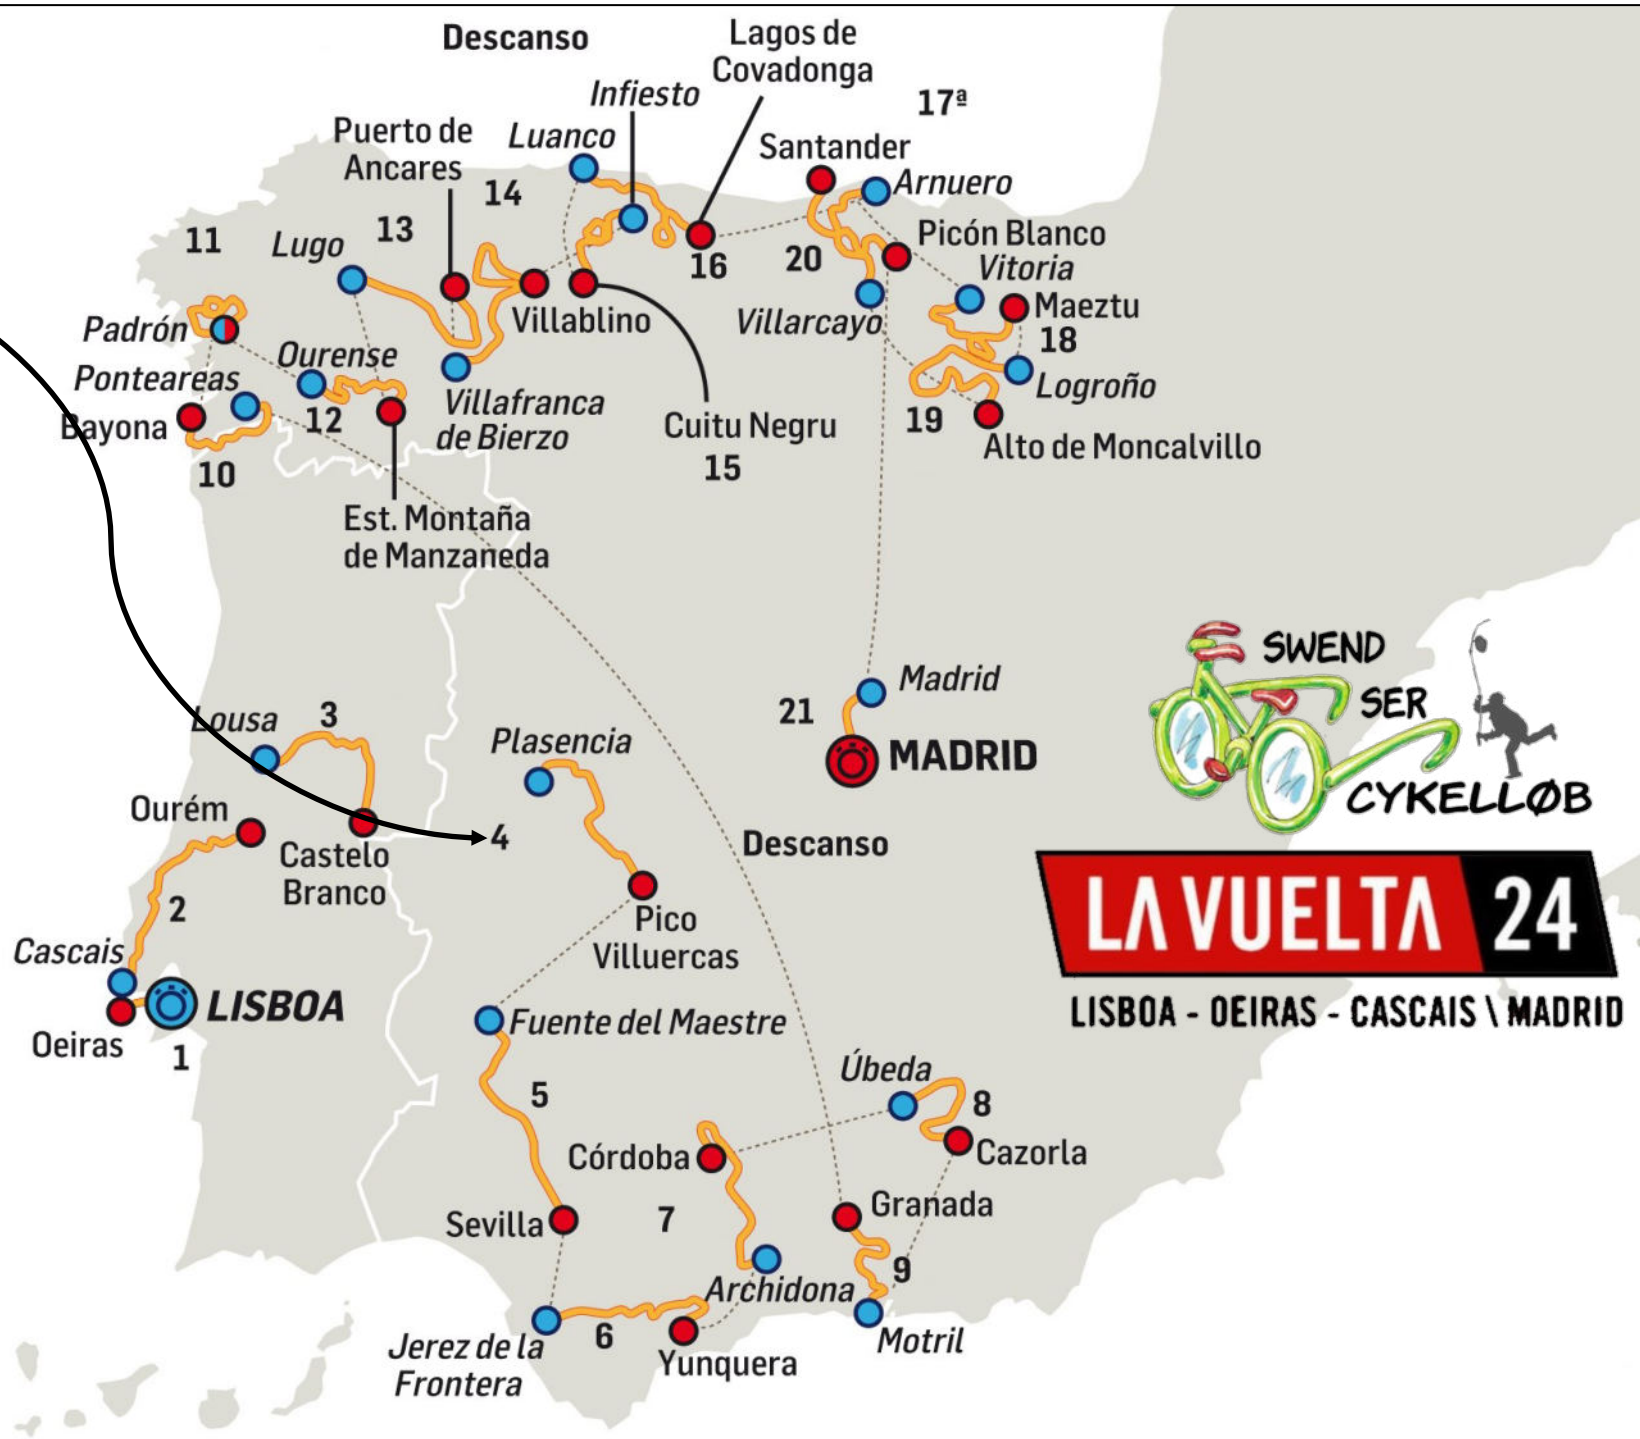 Descanso
Lagos de
Covadonga
Infiesto
17ª
Puerto de
Ancares
Luanco
Santander
14
Arnuero
13
11
Lugo
Picón Blanco
20
16
Vitoria
Maeztu
Padrón
Villablino
Villarcayo
18
Ourense
Ponteareas
Logroño
Bayona
12
Villafranca
de Bierzo
Cuitu Negru
15
19
Alto de Moncalvillo
10
Est. Montaña
de Manzaneda
SWEND
SER
CYKELLØB
Madrid
21
MADRID
Lousa
3
Plasencia
Ourém
4
Castelo
Branco
Descanso
2
Pico
Villuercas
LA VUELTA 24
LISBOA - OEIRAS - CASCAIS \ MADRID
Cascais
LISBOA
Oeiras
1
Fuente del Maestre
5
Úbeda
8
Córdoba
Cazorla
Sevilla
7
Granada
9
Archidona
Jerez de la
Frontera
6
Yunquera
Motril